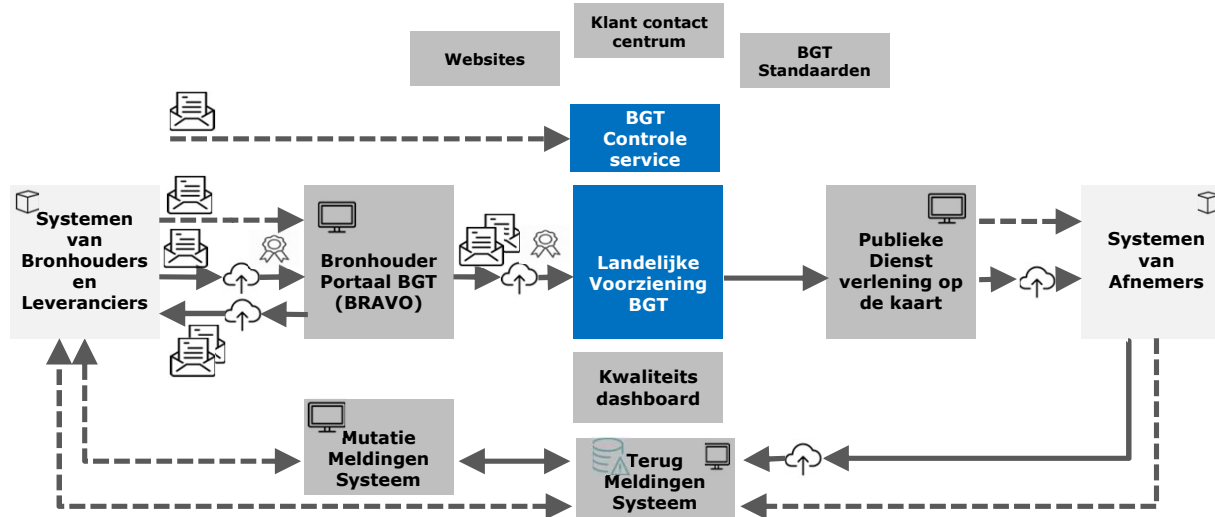 Klant contact
centrum
Websites
BGT
Standaarden
BGT
Controle
service
Systemen
van
Bronhouders
en
Leveranciers
Bronhouder
Portaal BGT
(BRAVO)
Landelijke
Voorziening
BGT
Publieke
Dienst
verlening op
de kaart
Systemen
van
Afnemers
Kwaliteits
dashboard
Mutatie
Meldingen
Systeem
Terug
Meldingen
Systeem